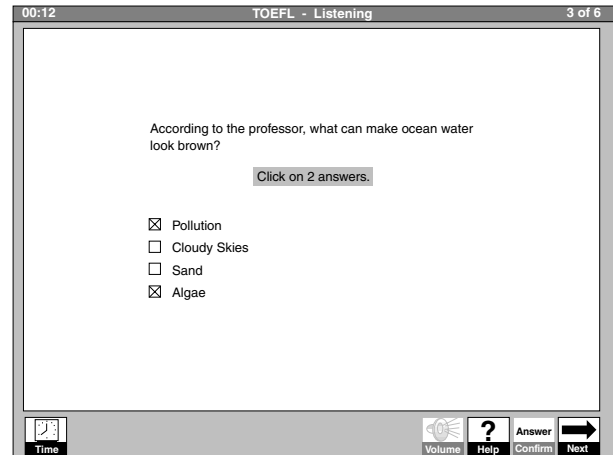 00:12 TOEFL - Listening 3 of 6
According to the professor, what can make ocean water
look brown?
Click on 2 answers.
Pollution
Cloudy Skies
Sand
Algae
Time Volume ? Help Answer Confirm Next